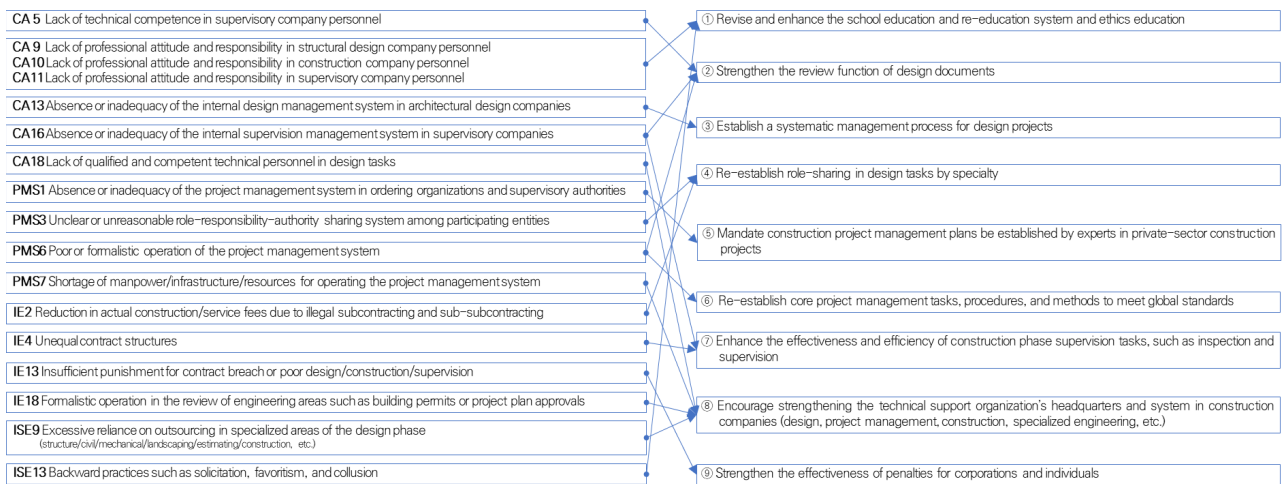 CA 5 Lack of technical competence in supervisory company personnel
CA 9 Lack of professional attitude and responsibility in structural design company personnel
CA10 Lack of professional attitude and responsibility in construction company personnel
CA11 Lack of professional attitude and responsibility in supervisory company personnel
CA13 Absence or inadequacy of the internal design management system in architectural design companies
CA16 Absence or inadequacy of the internal supervision management system in supervisory companies
CA18 Lack of qualified and competent technical personnel in design tasks
PMS1 Absence or inadequacy of the project management system in ordering organizations and supervisory authorities
PMS3 Unclear or unreasonable role-responsibility-authority sharing system among participating entities
PMS6 Poor or formalistic operation of the project management system
PMS7 Shortage of manpower/infrastructure/resources for operating the project management system
IE2 Reduction in actual construction/service fees due to illegal subcontracting and sub-subcontracting
IE4 Unequal contract structures
IE13 Insufficient punishment for contract breach or poor design/construction/supervision
IE18 Formalistic operation in the review of engineering areas such as building permits or project plan approvals
ISE9 Excessive reliance on outsourcing in specialized areas of the design phase
(structure/civil/mechanical/landscaping/estimating/construction, etc.)
ISE13 Backward practices such as solicitation, favoritism, and collusion
① Revise and enhance the school education and re-education system and ethics education
② Strengthen the review function of design documents
③ Establish a systematic management process for design projects
④ Re-establish role-sharing in design tasks by specialty
⑤ Mandate construction project management plans be established by experts in private-sector construction
projects
⑥ Re-establish core project management tasks, procedures, and methods to meet global standards
⑦ Enhance the effectiveness and efficiency of construction phase supervision tasks, such as inspection and
supervision
⑧ Encourage strengthening the technical support organization's headquarters and system in construction
companies (design, project management, construction, specialized engineering, etc.)
⑨ Strengthen the effectiveness of penalties for corporations and individuals